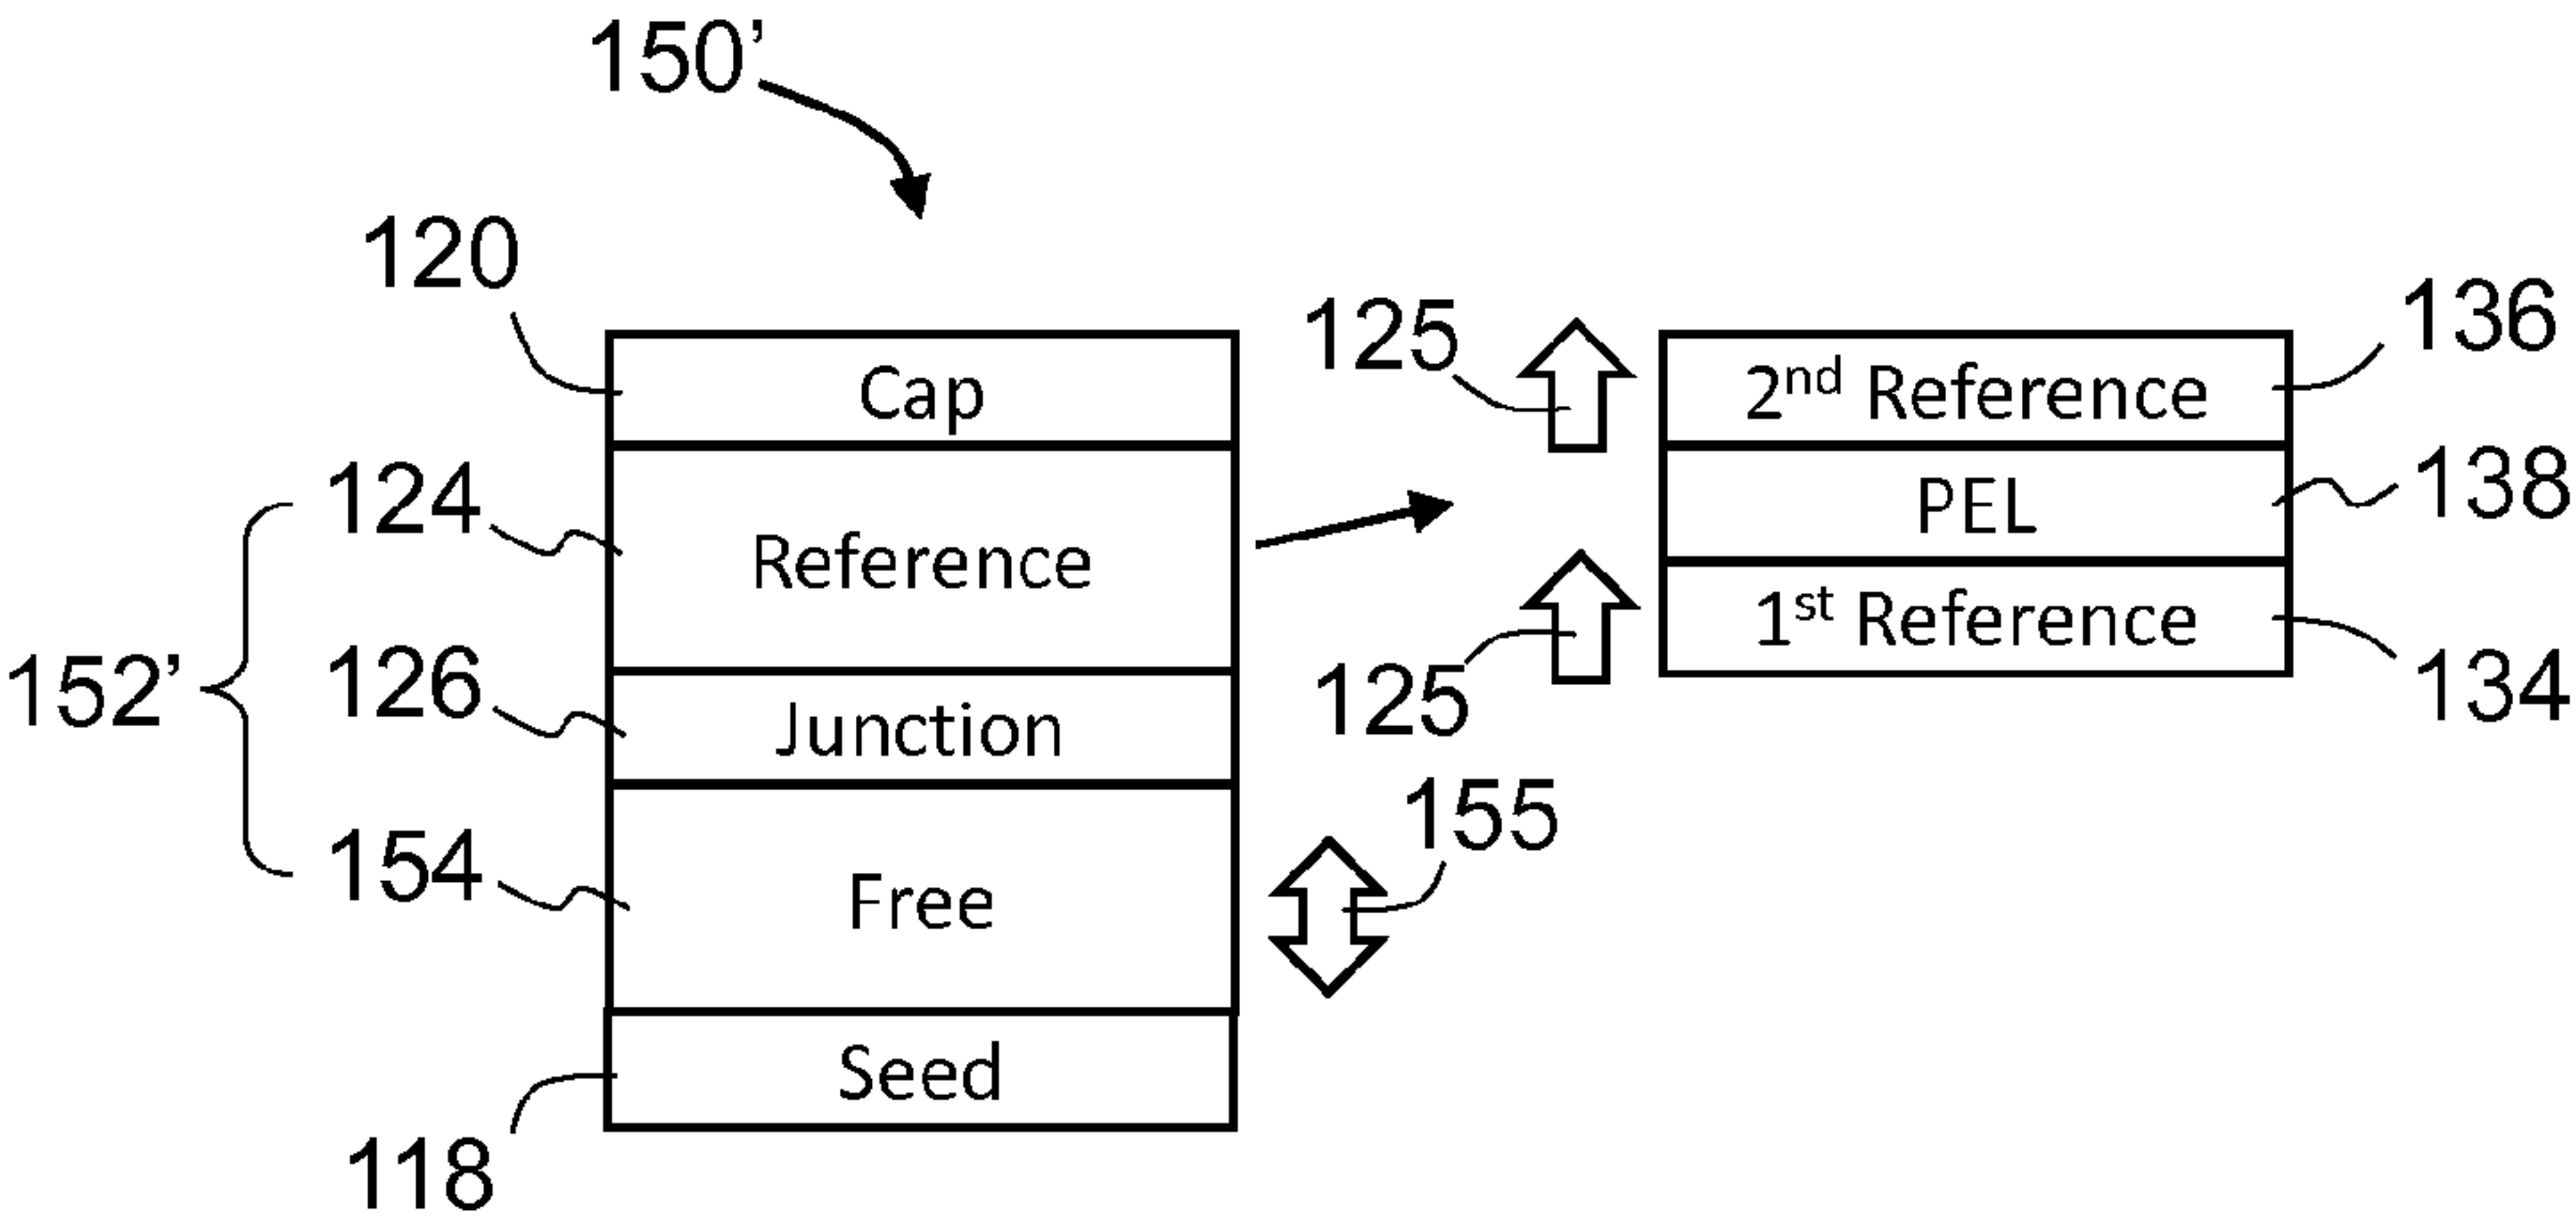 150’
120
Cap
125
2nd Reference
136
124
Reference
PEL
138
1st Reference
125
134
152’
126
Junction
154
Free
155
Seed
118